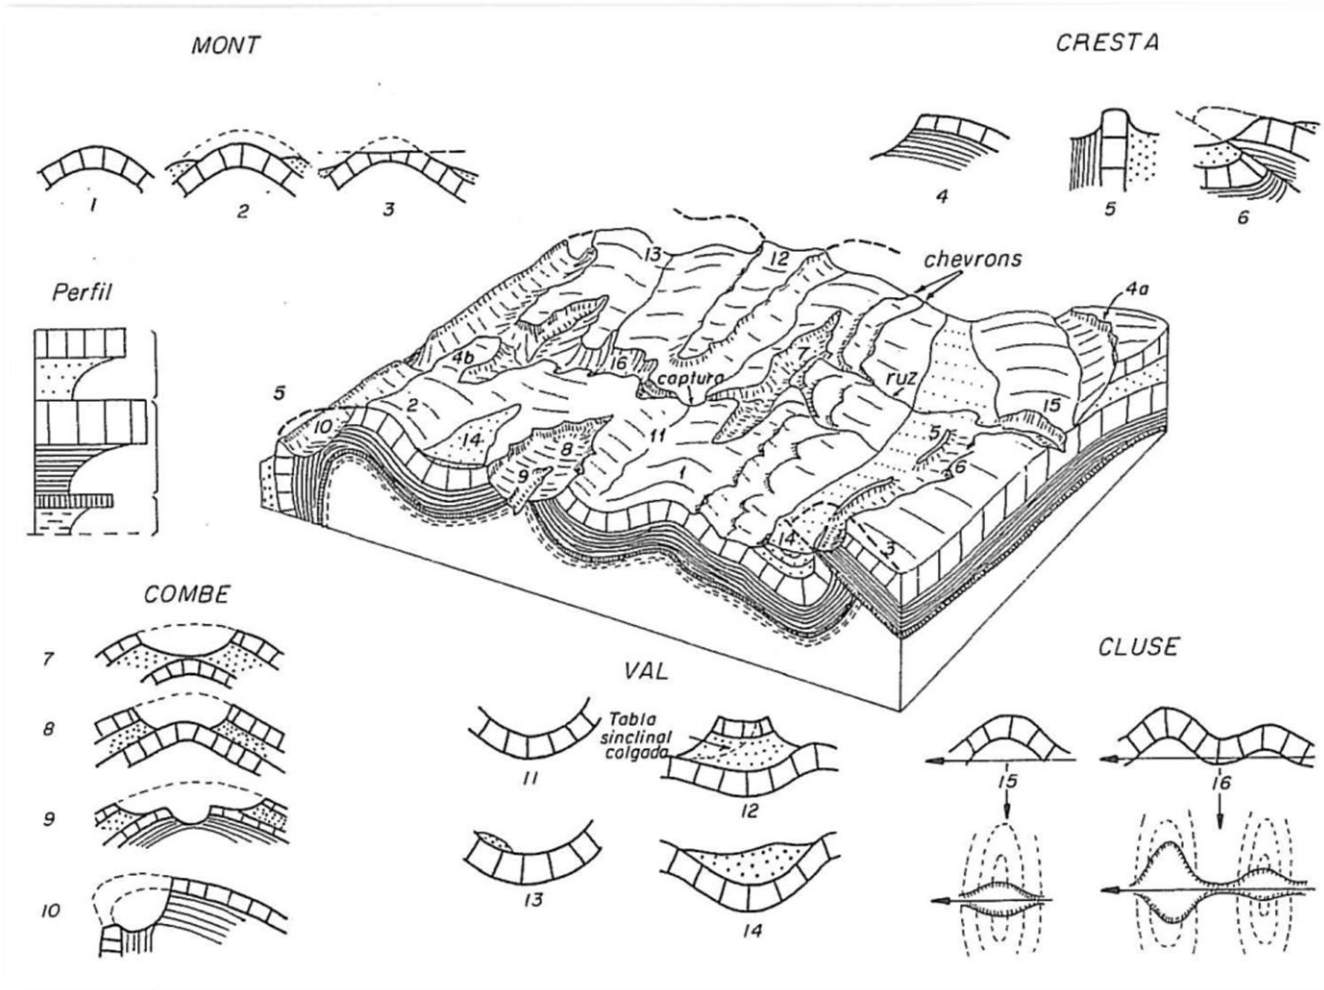 MONT
CRESTA
1
2
3
4
5
6
Perfil
chevrons
4a
13
12
4b
16
captura
7
ruz
15
5
2
10
14
8
9
11
1
5
6
14
3
COMBE
7
8
9
10
VAL
11
Tabla
sinclinal
colgada
12
13
14
CLUSE
15
16